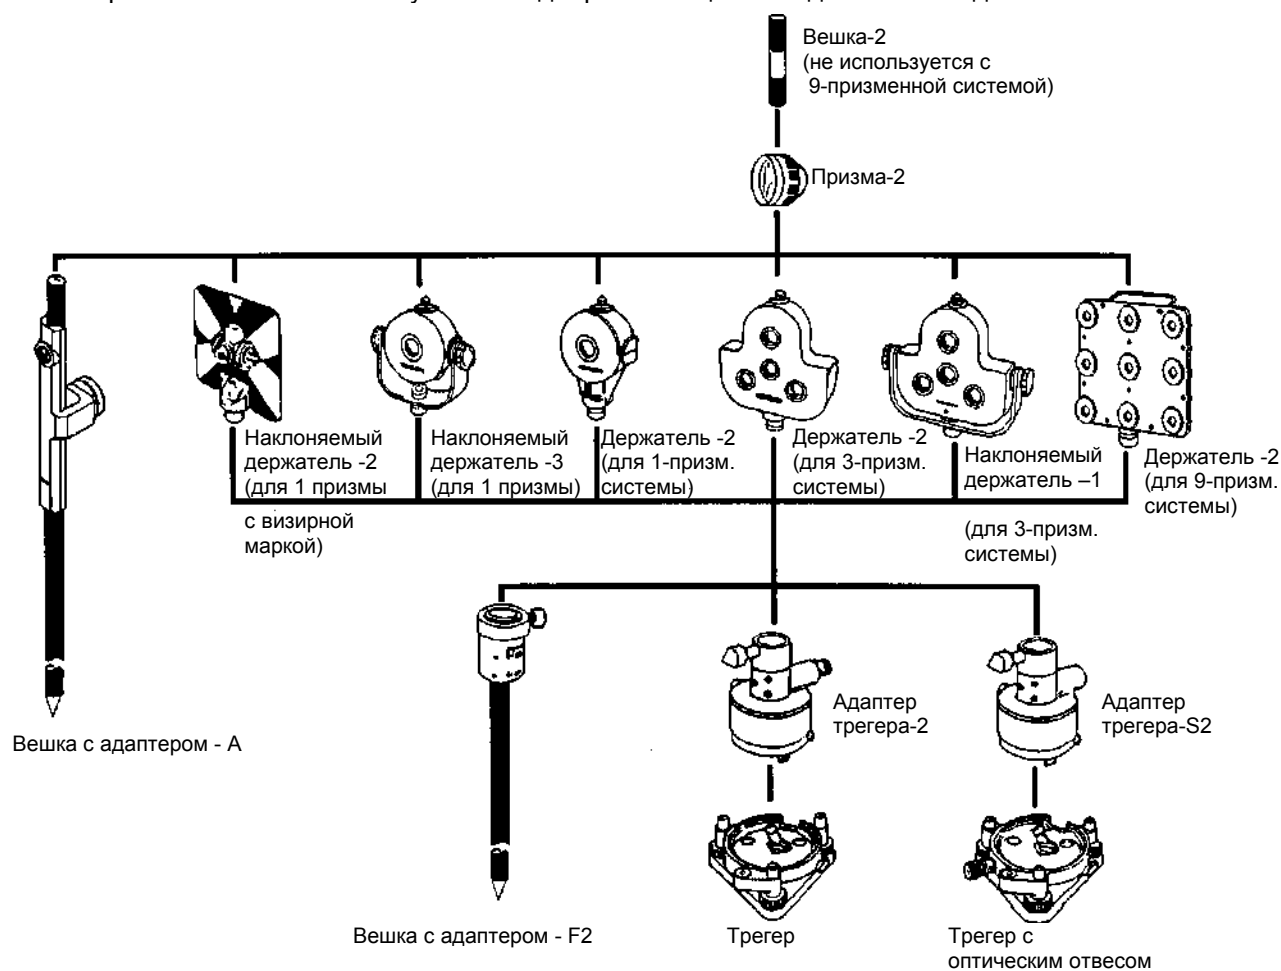 Вешка-2
(не используется с
9-призменной системой)
Призма-2
Наклоняемый
держатель -2
(для 1 призмы
с визирной
маркой)
Наклоняемый
держатель -3
(для 1 призмы)
Держатель -2
(для 1-призм.
системы)
Держатель -2
(для 3-призм.
системы)
Наклоняемый
держатель –1
(для 3-призм.
системы)
Держатель -2
(для 9-призм.
системы)
Вешка с адаптером - A
Адаптер
трегера-2
Адаптер
трегера-S2
Вешка с адаптером - F2
Трегер
Трегер с
оптическим отвесом